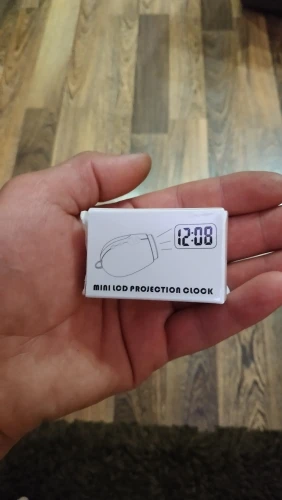 12:08
MINI LCD PROJECTION CLOCK